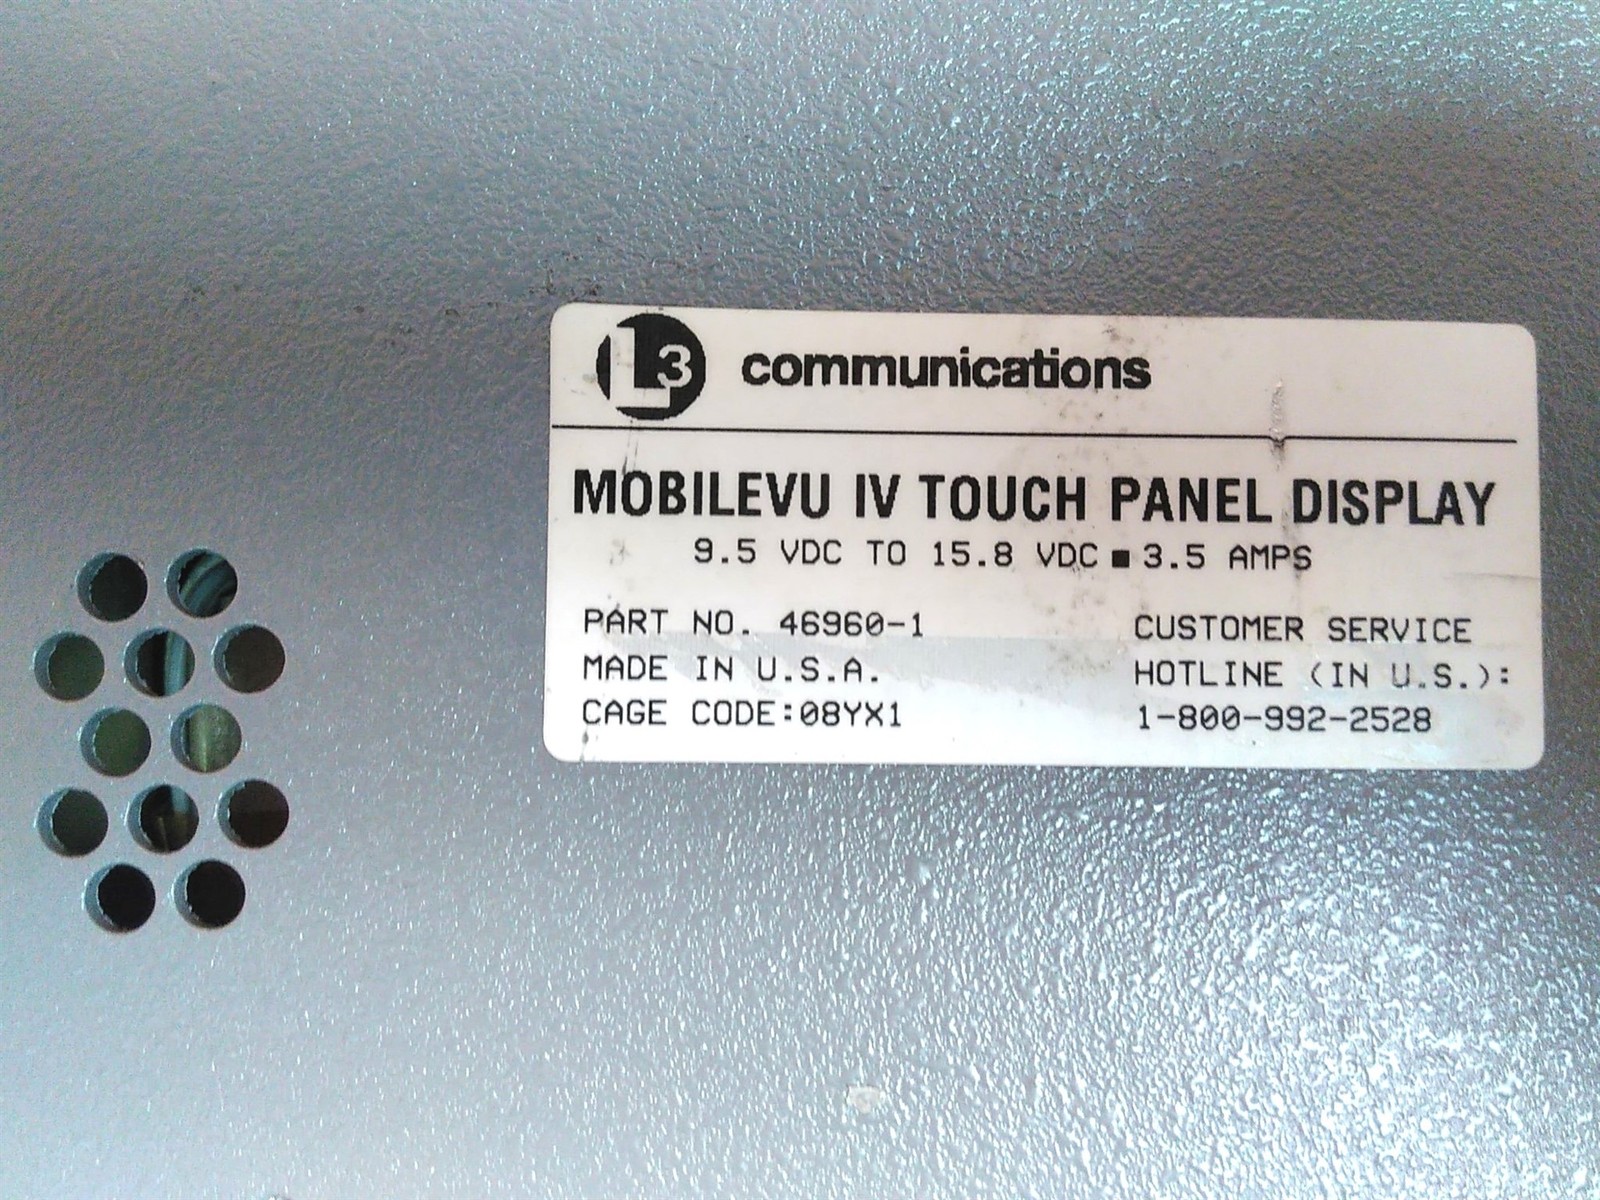 L3 communications
MOBILEVU IV TOUCH PANEL DISPLAY
9.5 VDC TO 15.8 VDC ■ 3.5 AMPS
PART NO. 46960-1
MADE IN U.S.A.
CAGE CODE:08YX1
CUSTOMER SERVICE
HOTLINE (IN U.S.):
1-800-992-2528